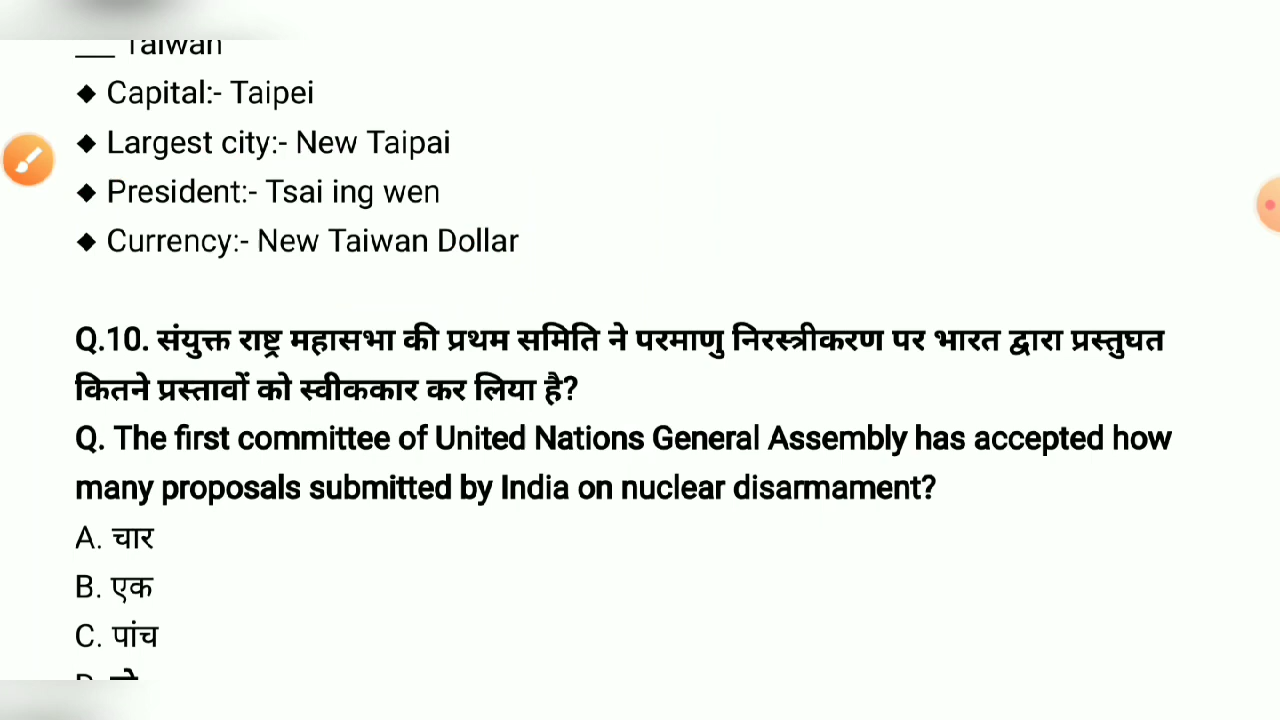 ___ Taiwan
◆ Capital:- Taipei
◆ Largest city:- New Taipai
◆ President:- Tsai ing wen
◆ Currency:- New Taiwan Dollar
Q.10. संयुक्त राष्ट्र महासभा की प्रथम समिति ने परमाणु निरस्त्रीकरण पर भारत द्वारा प्रस्तुघत
कितने प्रस्तावों को स्वीककार कर लिया है?
Q. The first committee of United Nations General Assembly has accepted how
many proposals submitted by India on nuclear disarmament?
A. चार
B. एक
C. पांच